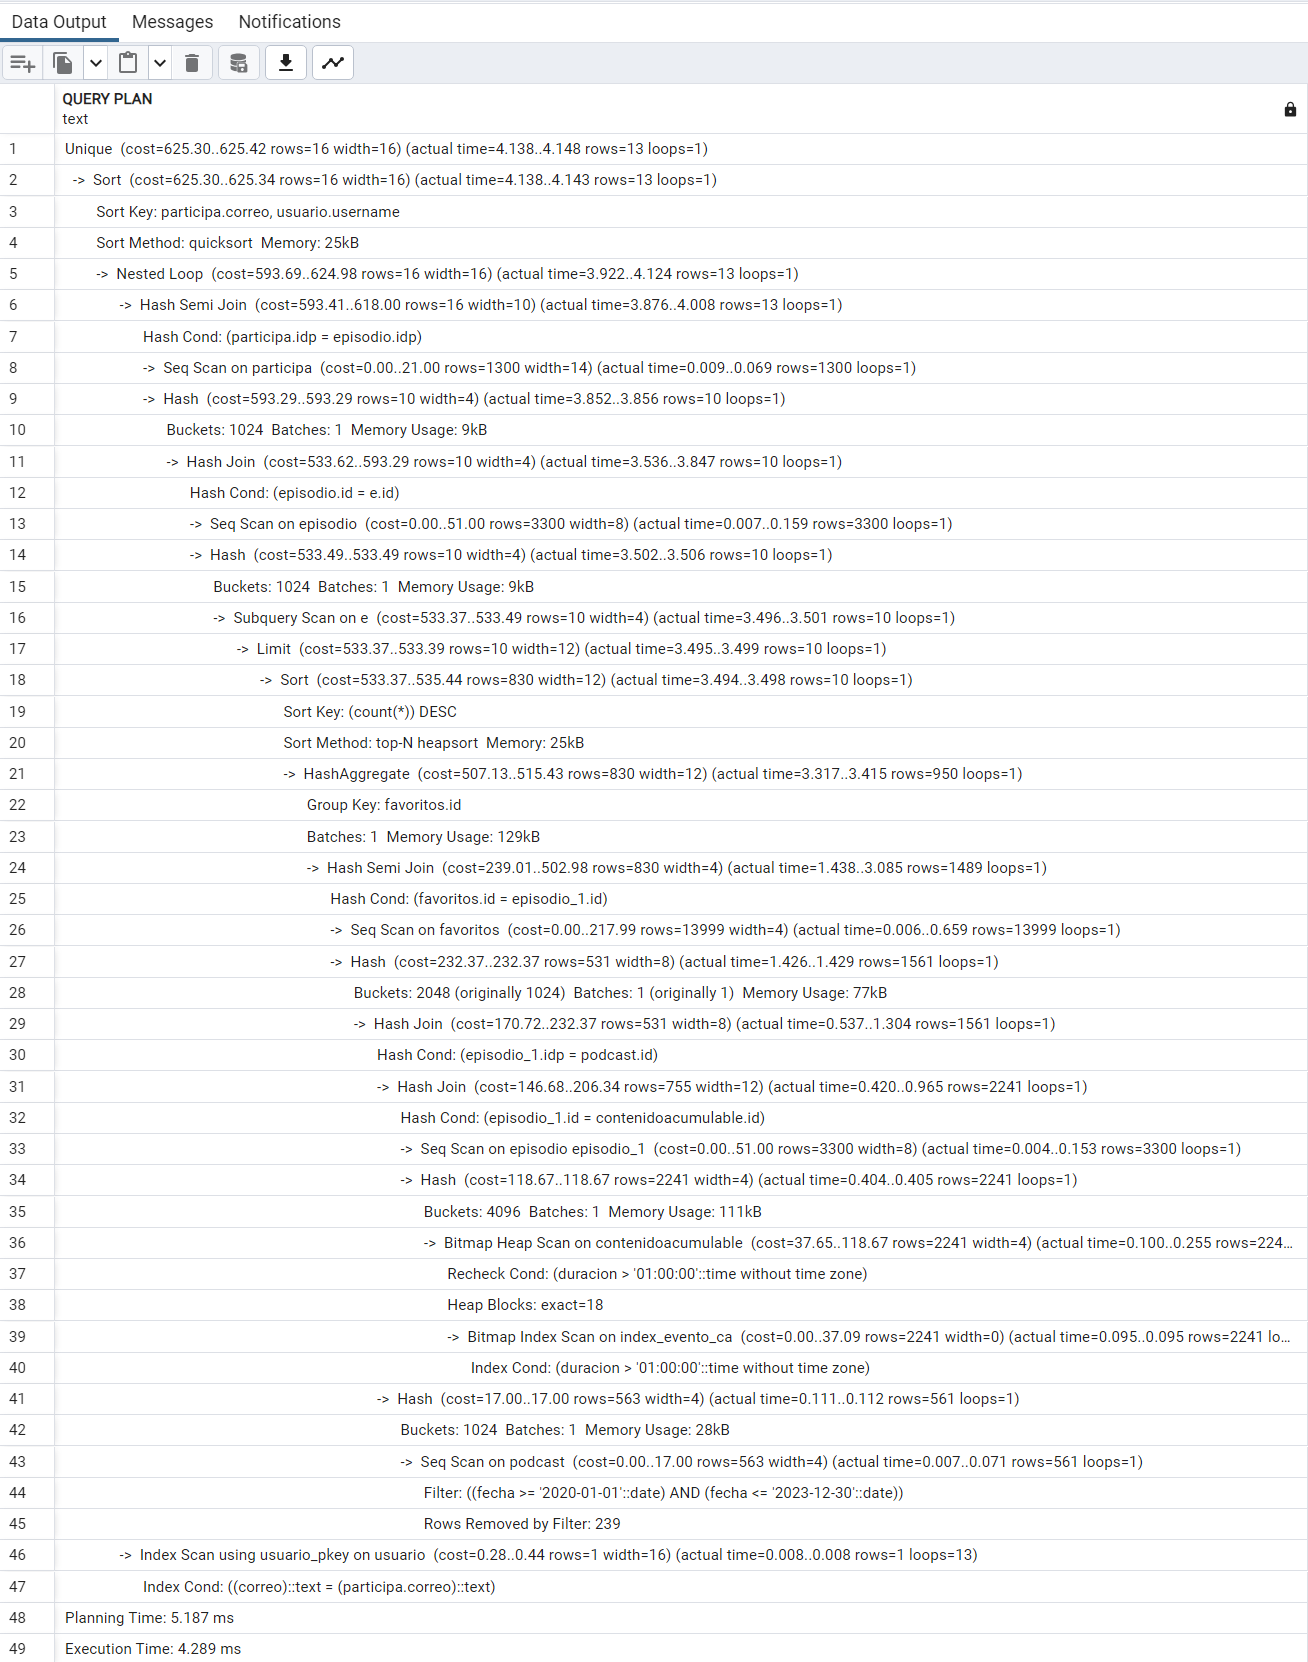 Data Output Messages Notifications
QUERY PLAN
text
1 Unique (cost=625.30..625.42 rows=16 width=16) (actual time=4.138..4.148 rows=13 loops=1)
2 -> Sort (cost=625.30..625.34 rows=16 width=16) (actual time=4.138..4.143 rows=13 loops=1)
3 Sort Key: participa.correo, usuario.username
4 Sort Method: quicksort Memory: 25kB
5 -> Nested Loop (cost=593.69..624.98 rows=16 width=16) (actual time=3.922..4.124 rows=13 loops=1)
6 -> Hash Semi Join (cost=593.41..618.00 rows=16 width=10) (actual time=3.876..4.008 rows=13 loops=1)
7 Hash Cond: (participa.idp = episodio.idp)
8 -> Seq Scan on participa (cost=0.00..21.00 rows=1300 width=14) (actual time=0.009..0.069 rows=1300 loops=1)
9 -> Hash (cost=593.29..593.29 rows=10 width=4) (actual time=3.852..3.856 rows=10 loops=1)
10 Buckets: 1024 Batches: 1 Memory Usage: 9kB
11 -> Hash Join (cost=533.62..593.29 rows=10 width=4) (actual time=3.536..3.847 rows=10 loops=1)
12 Hash Cond: (episodio.id = e.id)
13 -> Seq Scan on episodio (cost=0.00..51.00 rows=3300 width=8) (actual time=0.007..0.159 rows=3300 loops=1)
14 -> Hash (cost=533.49..533.49 rows=10 width=4) (actual time=3.502..3.506 rows=10 loops=1)
15 Buckets: 1024 Batches: 1 Memory Usage: 9kB
16 -> Subquery Scan on e (cost=533.37..533.49 rows=10 width=4) (actual time=3.496..3.501 rows=10 loops=1)
17 -> Limit (cost=533.37..533.39 rows=10 width=12) (actual time=3.495..3.499 rows=10 loops=1)
18 -> Sort (cost=533.37..535.44 rows=830 width=12) (actual time=3.494..3.498 rows=10 loops=1)
19 Sort Key: (count(*)) DESC
20 Sort Method: top-N heapsort Memory: 25kB
21 -> HashAggregate (cost=507.13..515.43 rows=830 width=12) (actual time=3.317..3.415 rows=950 loops=1)
22 Group Key: favoritos.id
23 Batches: 1 Memory Usage: 129kB
24 -> Hash Semi Join (cost=239.01..502.98 rows=830 width=4) (actual time=1.438..3.085 rows=1489 loops=1)
25 Hash Cond: (favoritos.id = episodio_1.id)
26 -> Seq Scan on favoritos (cost=0.00..217.99 rows=13999 width=4) (actual time=0.006..0.659 rows=13999 loops=1)
27 -> Hash (cost=232.37..232.37 rows=531 width=8) (actual time=1.426..1.429 rows=1561 loops=1)
28 Buckets: 2048 (originally 1024) Batches: 1 (originally 1) Memory Usage: 77kB
29 -> Hash Join (cost=170.72..232.37 rows=531 width=8) (actual time=0.537..1.304 rows=1561 loops=1)
30 Hash Cond: (episodio_1.idp = podcast.id)
31 -> Hash Join (cost=146.68..206.34 rows=755 width=12) (actual time=0.420..0.965 rows=2241 loops=1)
32 Hash Cond: (episodio_1.id = contenidoacumulable.id)
33 -> Seq Scan on episodio episodio_1 (cost=0.00..51.00 rows=3300 width=8) (actual time=0.004..0.153 rows=3300 loops=1)
34 -> Hash (cost=118.67..118.67 rows=2241 width=4) (actual time=0.404..0.405 rows=2241 loops=1)
35 Buckets: 4096 Batches: 1 Memory Usage: 111kB
36 -> Bitmap Heap Scan on contenidoacumulable (cost=37.65..118.67 rows=2241 width=4) (actual time=0.100..0.255 rows=224...
37 Recheck Cond: (duracion > '01:00:00'::time without time zone)
38 Heap Blocks: exact=18
39 -> Bitmap Index Scan on index_evento_ca (cost=0.00..37.09 rows=2241 width=0) (actual time=0.095..0.095 rows=2241 lo...
40 Index Cond: (duracion > '01:00:00'::time without time zone)
41 -> Hash (cost=17.00..17.00 rows=563 width=4) (actual time=0.111..0.112 rows=561 loops=1)
42 Buckets: 1024 Batches: 1 Memory Usage: 28kB
43 -> Seq Scan on podcast (cost=0.00..17.00 rows=563 width=4) (actual time=0.007..0.071 rows=561 loops=1)
44 Filter: ((fecha >= '2020-01-01'::date) AND (fecha <= '2023-12-30'::date))
45 Rows Removed by Filter: 239
46 -> Index Scan using usuario_pkey on usuario (cost=0.28..0.44 rows=1 width=16) (actual time=0.008..0.008 rows=1 loops=13)
47 Index Cond: ((correo)::text = (participa.correo)::text)
48 Planning Time: 5.187 ms
49 Execution Time: 4.289 ms